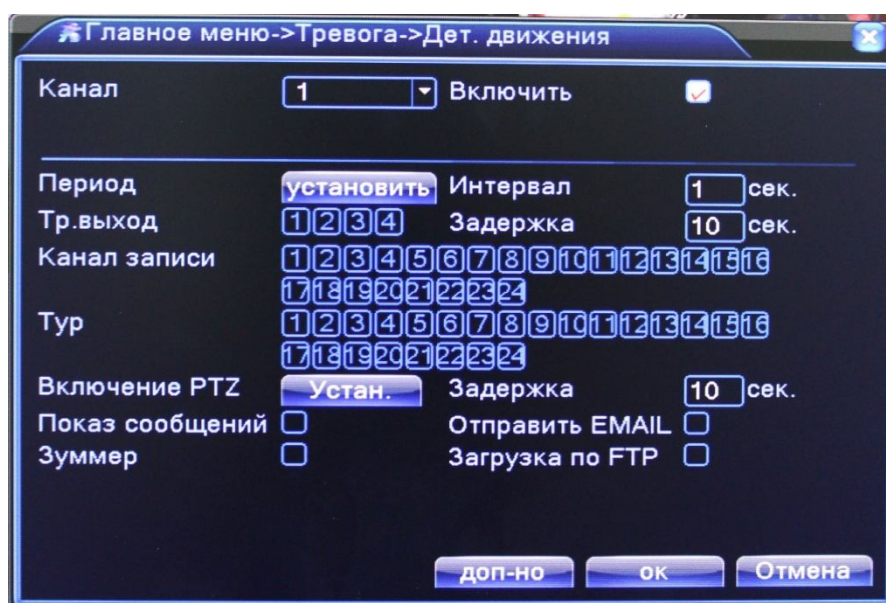 Главное меню->Тревога->Дет. движения
Канал 1 Включить
Период установить Интервал 1 сек.
Тр.выход 1 2 3 4 Задержка 10 сек.
Канал записи 1 2 3 4 5 6 7 8 9 10 11 12 13 14 15 16
17 18 19 20 21 22 23 24
Тур 1 2 3 4 5 6 7 8 9 10 11 12 13 14 15 16
17 18 19 20 21 22 23 24
Включение PTZ Устан. Задержка 10 сек.
Показ сообщений Отправить EMAIL
Зуммер Загрузка по FTP
доп-но ок Отмена